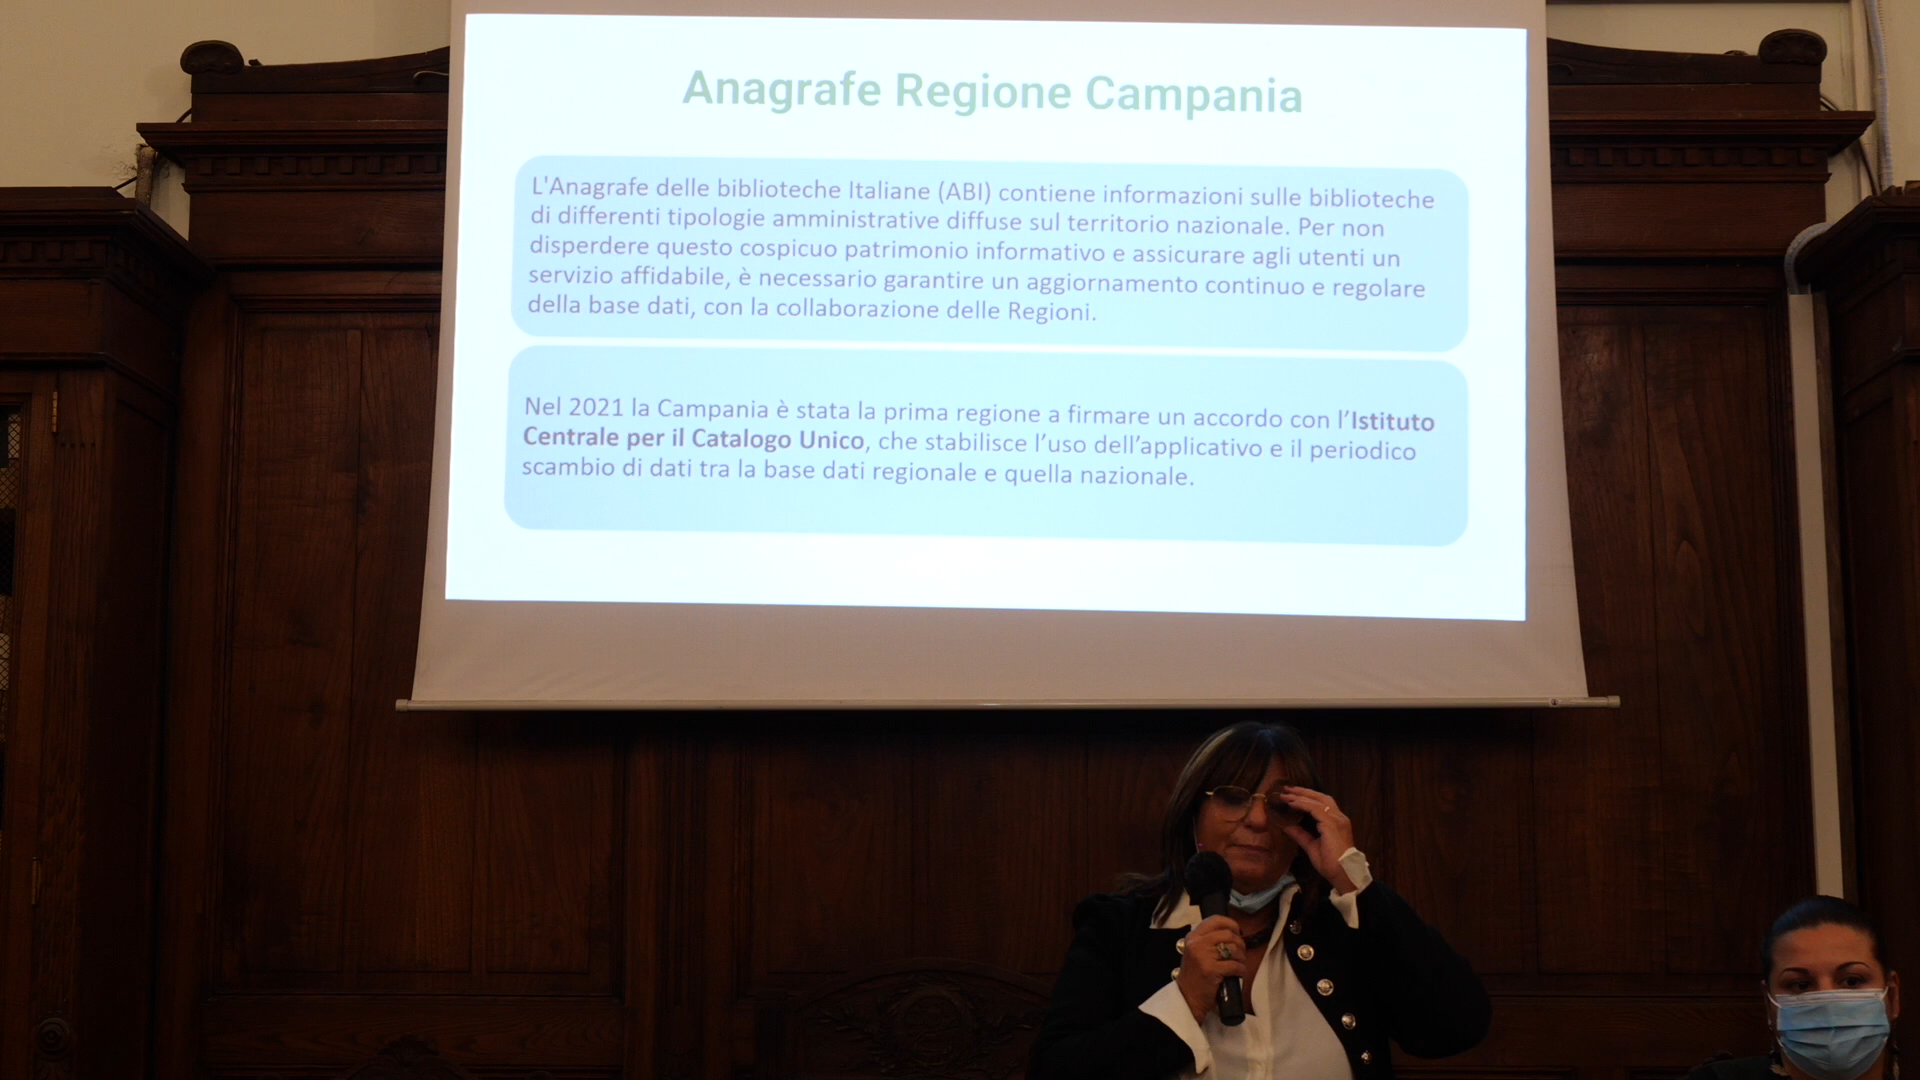 Anagrafe Regione Campania
L'Anagrafe delle biblioteche Italiane (ABI) contiene informazioni sulle biblioteche
di differenti tipologie amministrative diffuse sul territorio nazionale. Per non
disperdere questo cospicuo patrimonio informativo e assicurare agli utenti un
servizio affidabile, è necessario garantire un aggiornamento continuo e regolare
della base dati, con la collaborazione delle Regioni.
Nel 2021 la Campania è stata la prima regione a firmare un accordo con l’Istituto
Centrale per il Catalogo Unico, che stabilisce l’uso dell’applicativo e il periodico
scambio di dati tra la base dati regionale e quella nazionale.